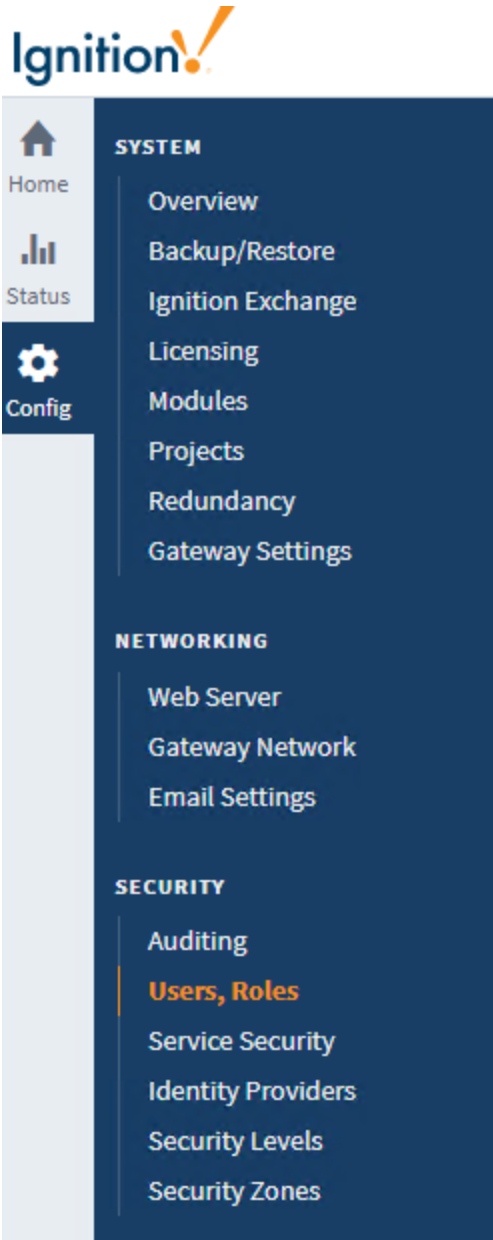 Ignition!
Home
Status
Config
SYSTEM
Overview
Backup/Restore
Ignition Exchange
Licensing
Modules
Projects
Redundancy
Gateway Settings
NETWORKING
Web Server
Gateway Network
Email Settings
SECURITY
Auditing
Users, Roles
Service Security
Identity Providers
Security Levels
Security Zones